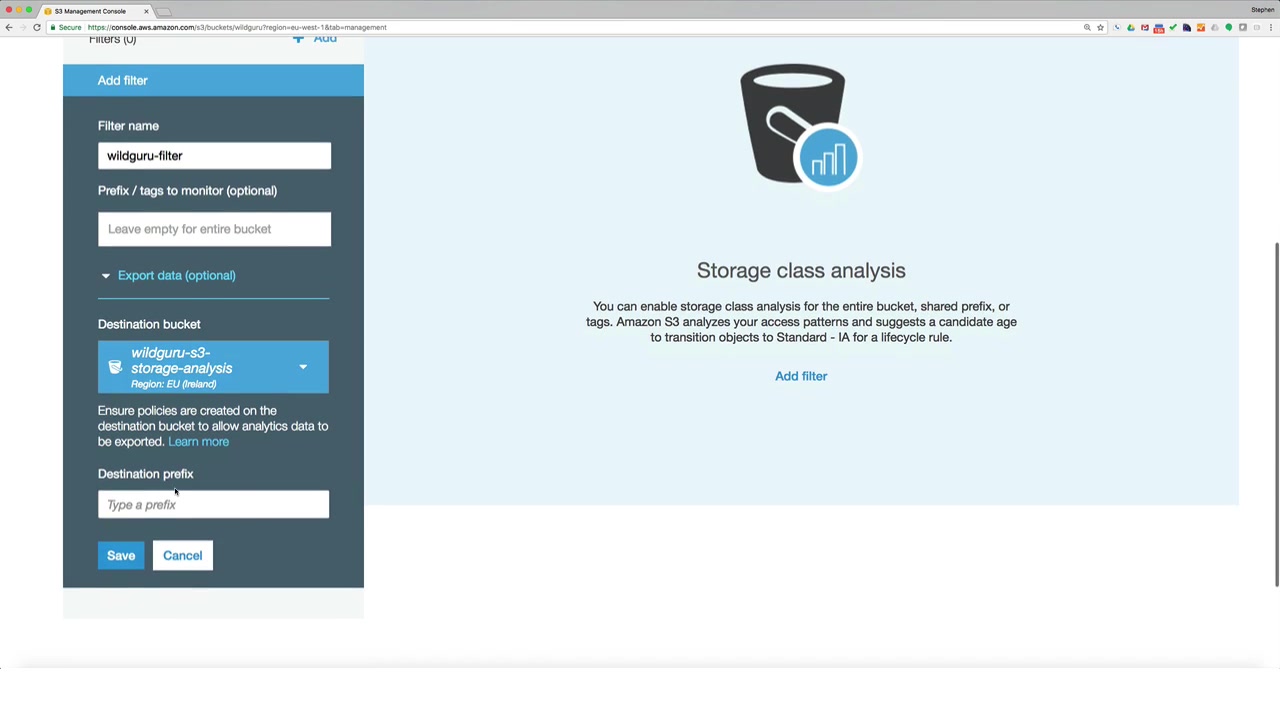 S3 Management Console
Stephen
Secure https://console.aws.amazon.com/s3/buckets/wildguru?region=eu-west-1&tab=management
Filters (0)
Add
Add filter
Filter name
wildguru-filter
Prefix / tags to monitor (optional)
Leave empty for entire bucket
Export data (optional)
Destination bucket
wildguru-s3-
storage-analysis
Region: EU (Ireland)
Ensure policies are created on the
destination bucket to allow analytics data to
be exported. Learn more
Destination prefix
Type a prefix
Save
Cancel
Storage class analysis
You can enable storage class analysis for the entire bucket, shared prefix, or
tags. Amazon S3 analyzes your access patterns and suggests a candidate age
to transition objects to Standard - IA for a lifecycle rule.
Add filter